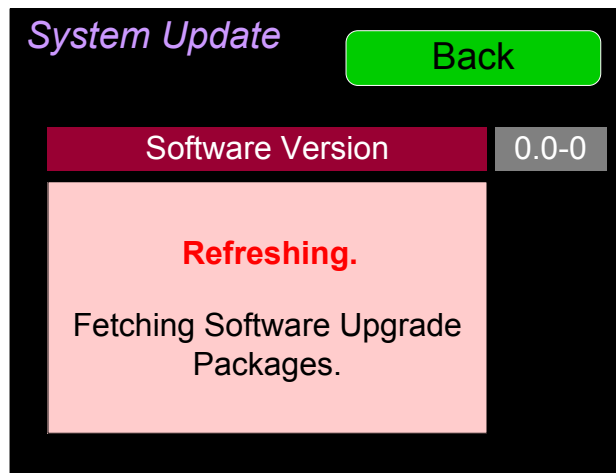 System Update
Back
Software Version
0.0-0
Refreshing.
Fetching Software Upgrade
Packages.